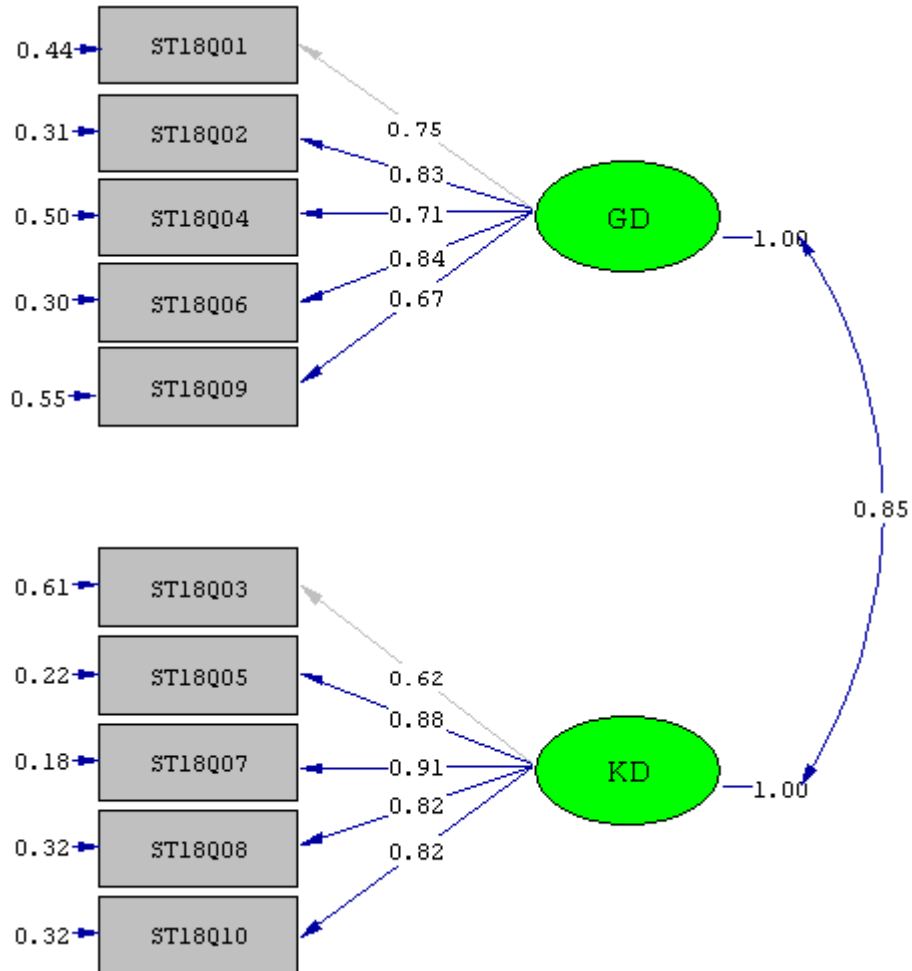 0.44 ST18Q01
0.75
0.31 ST18Q02
0.83
0.50 ST18Q04
0.71
GD
1.00
0.84
0.30 ST18Q06
0.67
0.55 ST18Q09
0.85
0.61 ST18Q03
0.62
0.22 ST18Q05
0.88
0.18 ST18Q07
0.91
KD
1.00
0.82
0.32 ST18Q08
0.82
0.32 ST18Q10